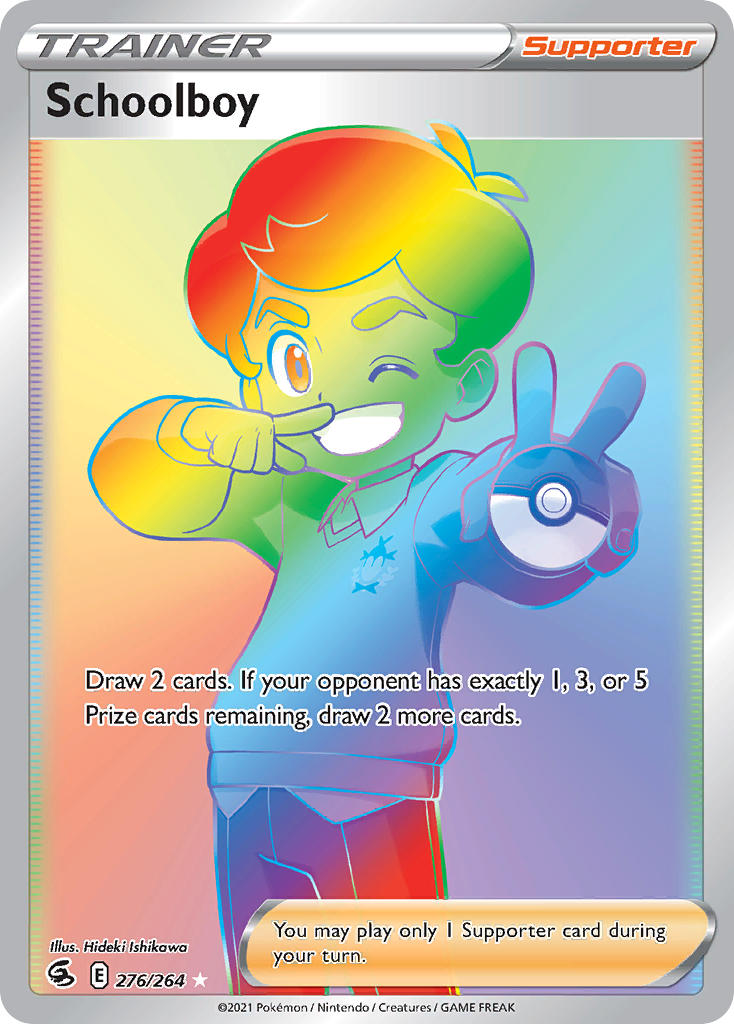 TRAINER Supporter
Schoolboy
Draw 2 cards. If your opponent has exactly 1, 3, or 5
Prize cards remaining, draw 2 more cards.
You may play only 1 Supporter card during
your turn.
Illus. Hideki Ishikawa
E 276/264 ★
©2021 Pokémon / Nintendo / Creatures / GAME FREAK